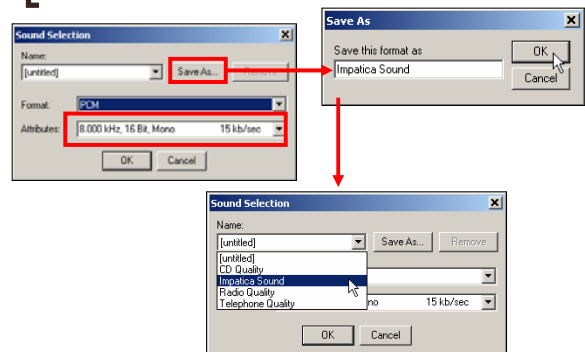 Sound Selection
Name:
[untitled] Save As... Remove
Format: PCM
Attributes: 8.000 kHz, 16 Bit, Mono 15 kb/sec
OK Cancel
Save As
Save this format as
Impatica Sound
OK
Cancel
Sound Selection
Name:
[untitled] Save As... Remove
[untitled]
CD Quality
Impatica Sound
Radio Quality
Telephone Quality
no 15 kb/sec
OK Cancel